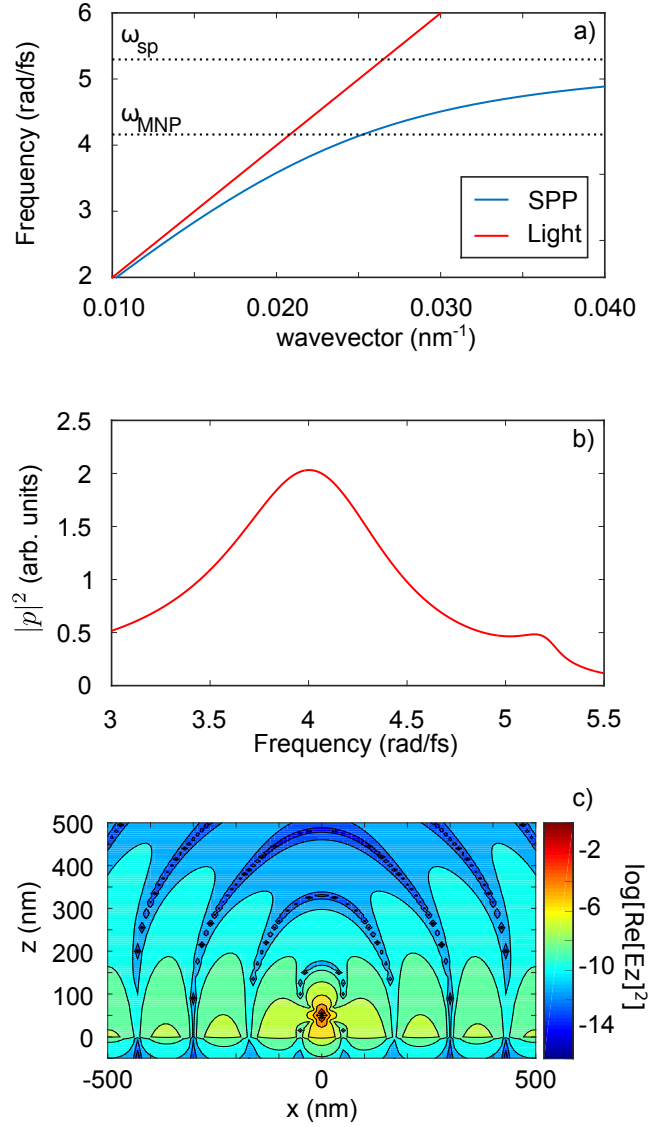 a)
6
5
4
3
2
Frequency (rad/fs)
ω_sp
ω_MNP
SPP
Light
0.010 0.020 0.030 0.040
wavevector (nm⁻¹)
b)
2.5
2
1.5
1
0.5
0
|p|² (arb. units)
3 3.5 4 4.5 5 5.5
Frequency (rad/fs)
c)
500
400
300
200
100
0
z (nm)
-500 0 500
x (nm)
-2
-6
-10
-14
log[Re[Ez]²]